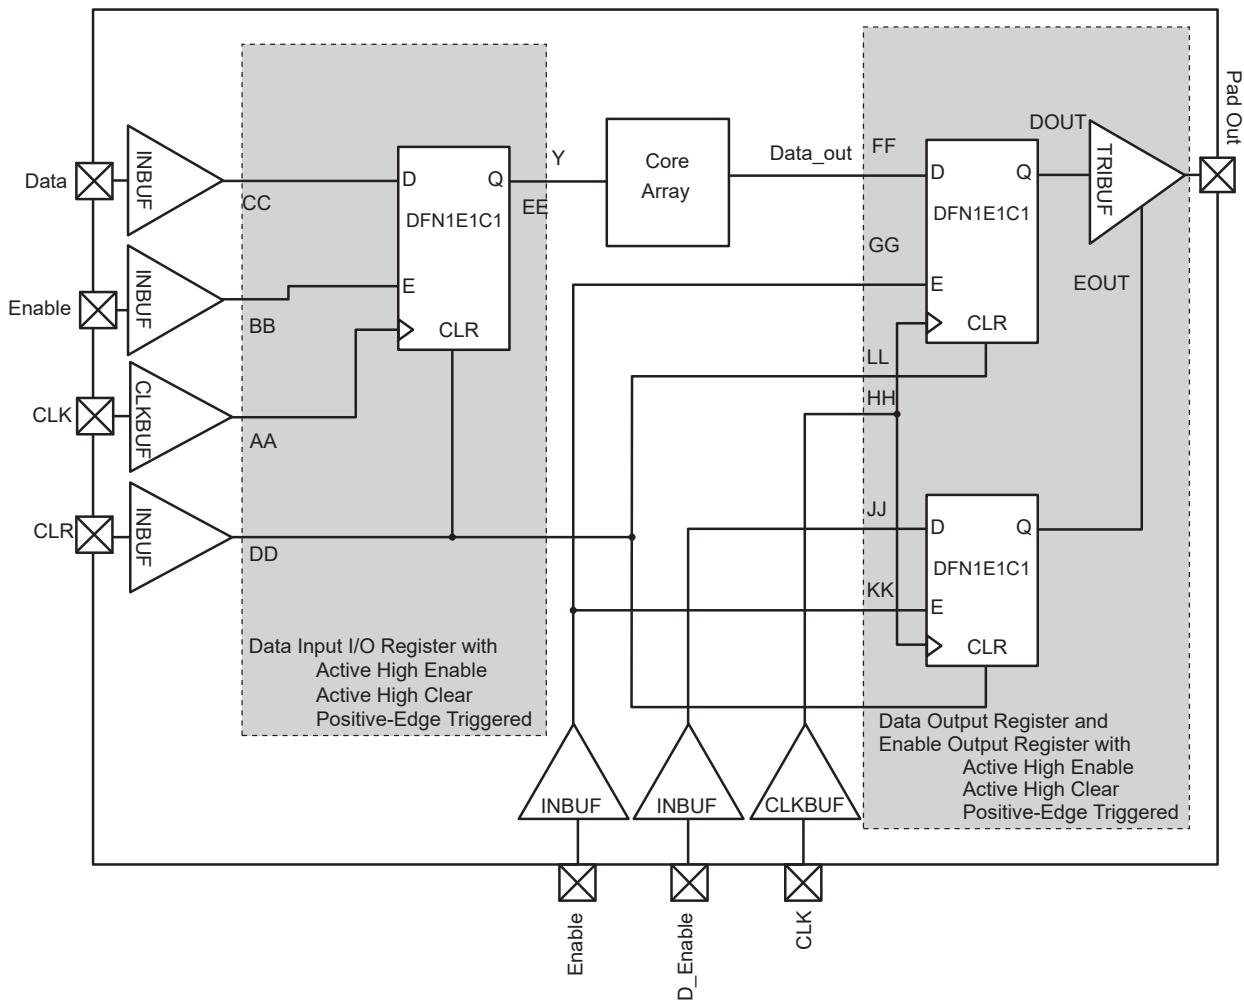 Pad Out
DOUT
INBUF
TRIBUF
FF
Y
Core
Array
Data_out
Data
D
Q
D
Q
CC
EE
DFN1E1C1
DFN1E1C1
GG
INBUF
E
E
EOUT
Enable
BB
CLR
CLR
LL
CLKBUF
HH
CLK
AA
INBUF
CLR
DD
JJ
D
Q
DFN1E1C1
KK
E
CLR
Data Input I/O Register with
Active High Enable
Active High Clear
Positive-Edge Triggered
Data Output Register and
Enable Output Register with
Active High Enable
Active High Clear
Positive-Edge Triggered
INBUF
INBUF
CLKBUF
Enable
D_Enable
CLK